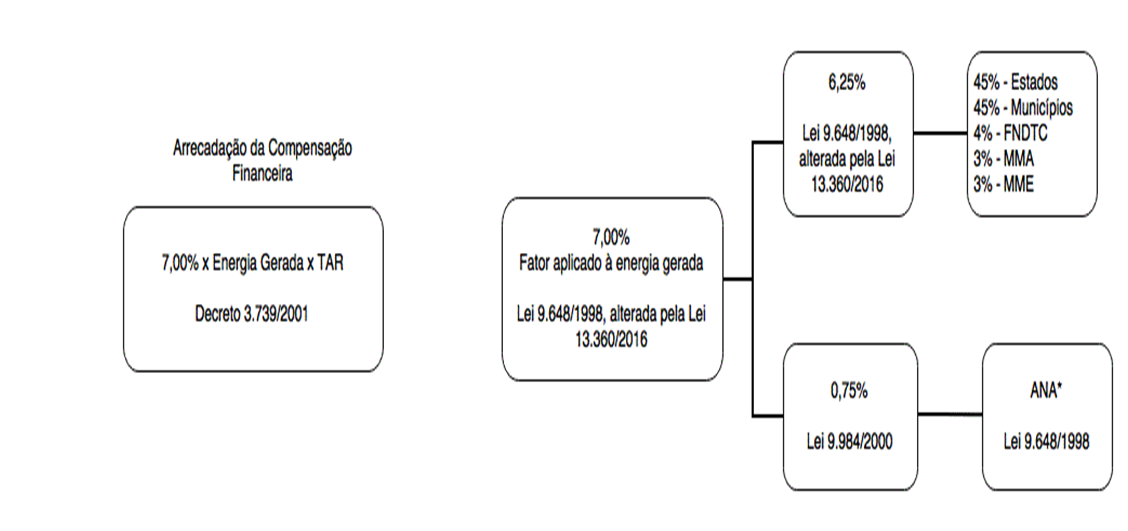 Arrecadação da Compensação
Financeira
7,00% x Energia Gerada x TAR
Decreto 3.739/2001
7,00%
Fator aplicado à energia gerada
Lei 9.648/1998, alterada pela Lei
13.360/2016
6,25%
Lei 9.648/1998,
alterada pela Lei
13.360/2016
45% - Estados
45% - Municípios
4% - FNDTC
3% - MMA
3% - MME
0,75%
Lei 9.984/2000
ANA*
Lei 9.648/1998